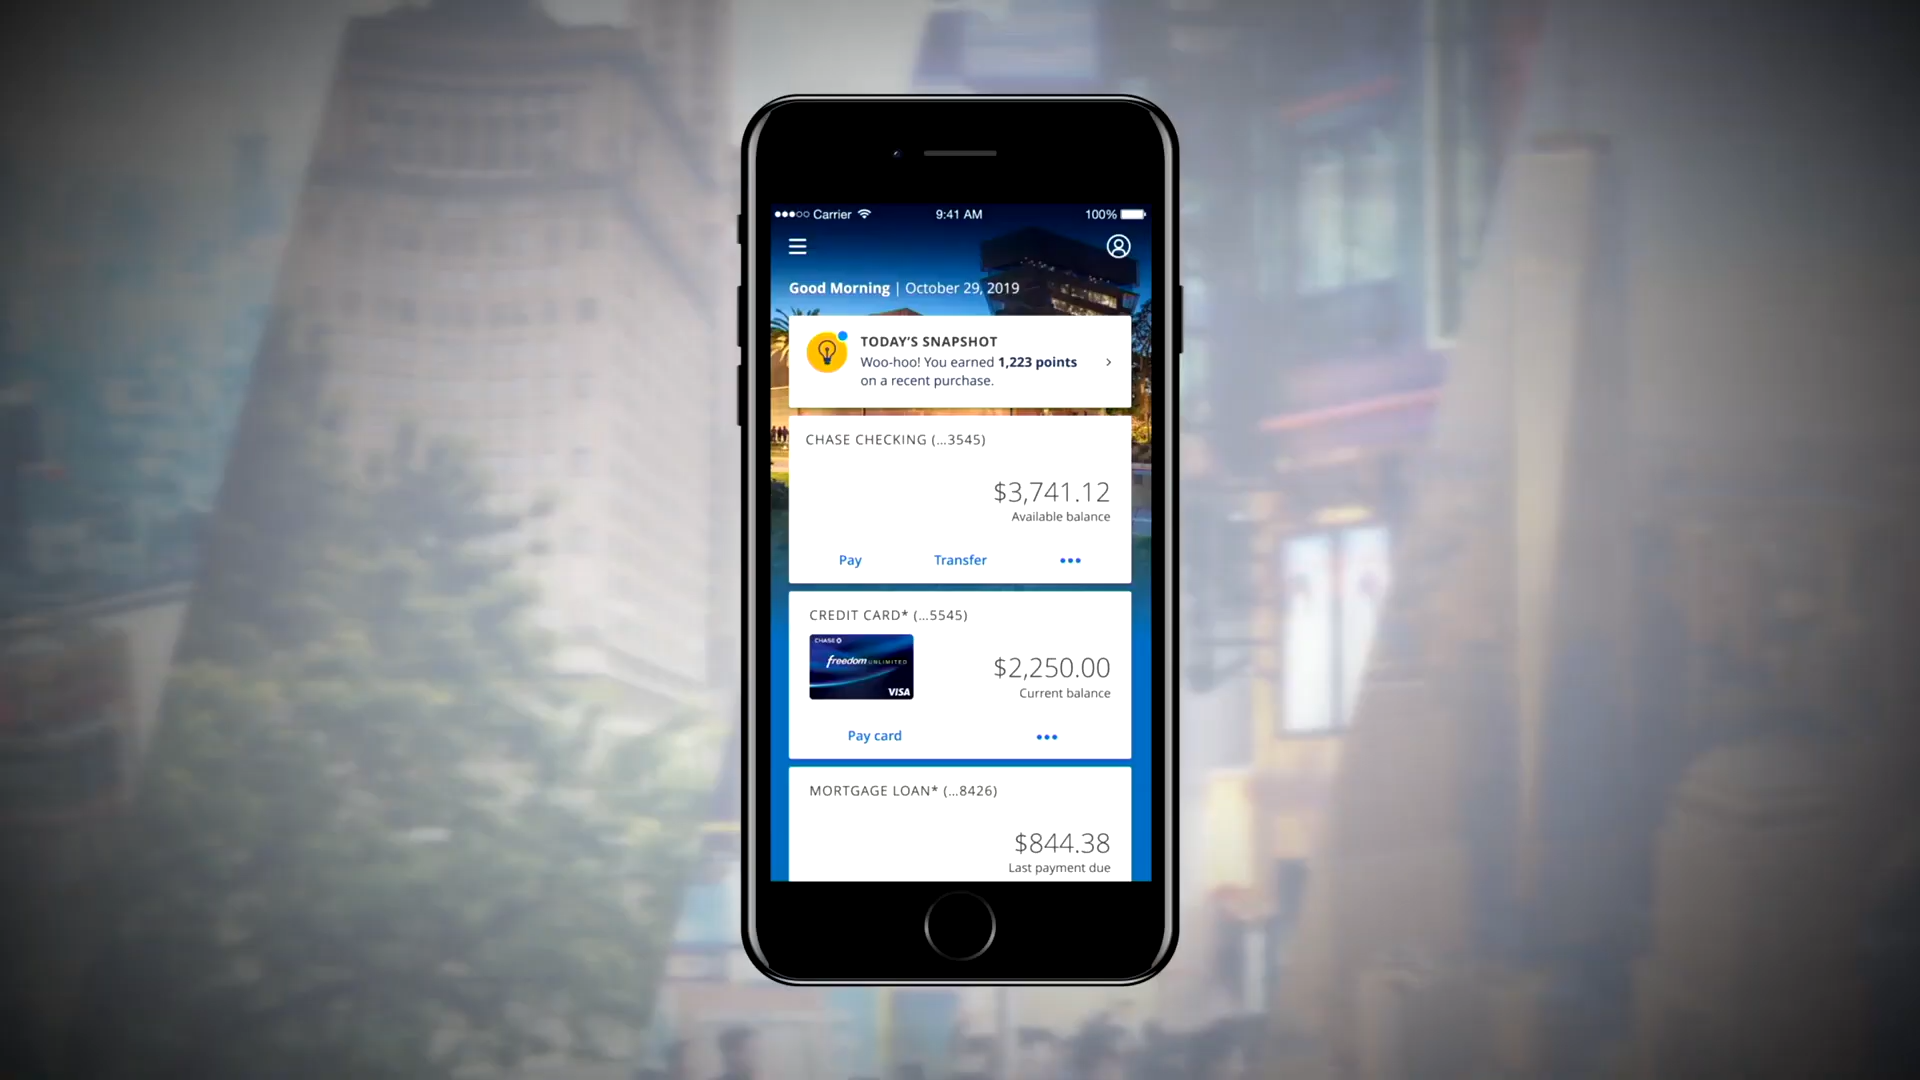 Carrier 9:41 AM 100%
Good Morning | October 29, 2019
TODAY'S SNAPSHOT
Woo-hoo! You earned 1,223 points
on a recent purchase.
CHASE CHECKING (...3545)
$3,741.12
Available balance
Pay Transfer
CREDIT CARD* (...5545)
CHASE
freedom UNLIMITED
VISA
$2,250.00
Current balance
Pay card
MORTGAGE LOAN* (...8426)
$844.38
Last payment due